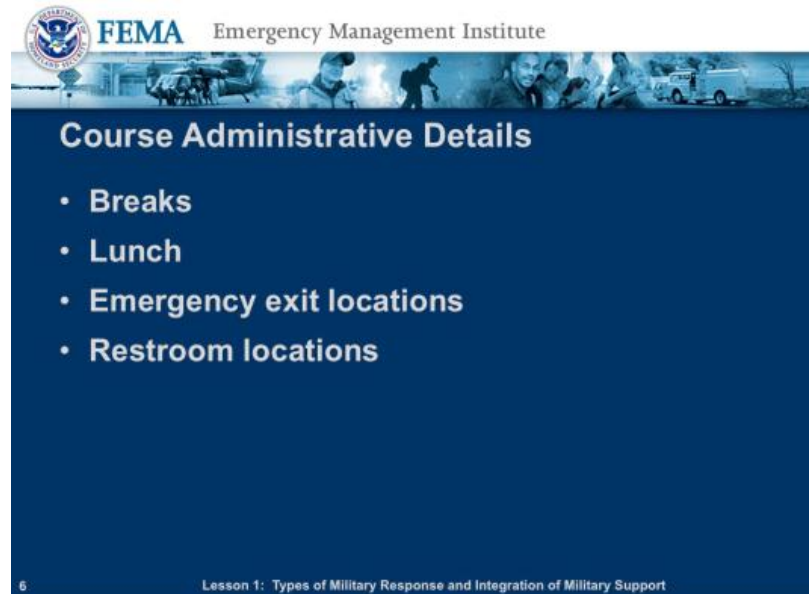 FEMA Emergency Management Institute
Course Administrative Details
• Breaks
• Lunch
• Emergency exit locations
• Restroom locations
6 Lesson 1: Types of Military Response and Integration of Military Support